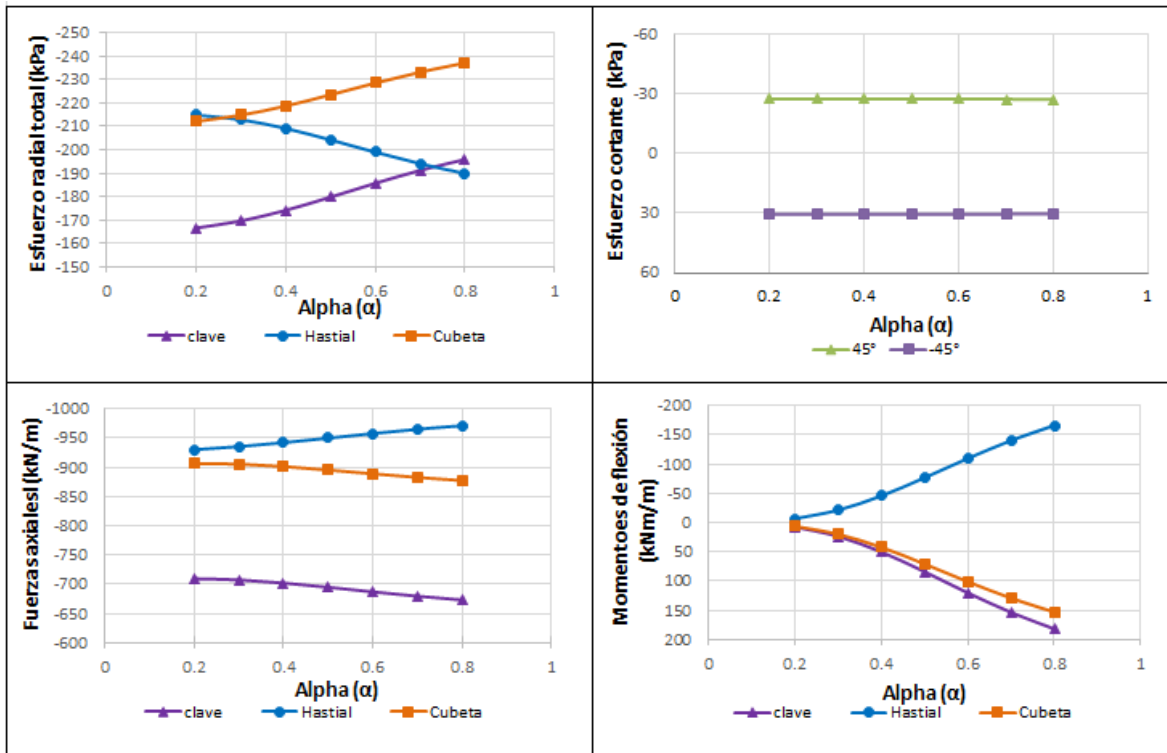 Esfuerzo radial total (kPa)
-250
-240
-230
-220
-210
-200
-190
-180
-170
-160
-150
0 0.2 0.4 0.6 0.8 1
Alpha (α)
clave Hastial Cubeta
Esfuerzo cortante (kPa)
-60
-30
0
30
60
0 0.2 0.4 0.6 0.8 1
Alpha (α)
45° -45°
Fuerzas axialesl (kN/m)
-1000
-950
-900
-850
-800
-750
-700
-650
-600
0 0.2 0.4 0.6 0.8 1
Alpha (α)
clave Hastial Cubeta
Momentoes de flexión
(kNm/m)
-200
-150
-100
-50
0
50
100
150
200
0 0.2 0.4 0.6 0.8 1
Alpha (α)
clave Hastial Cubeta